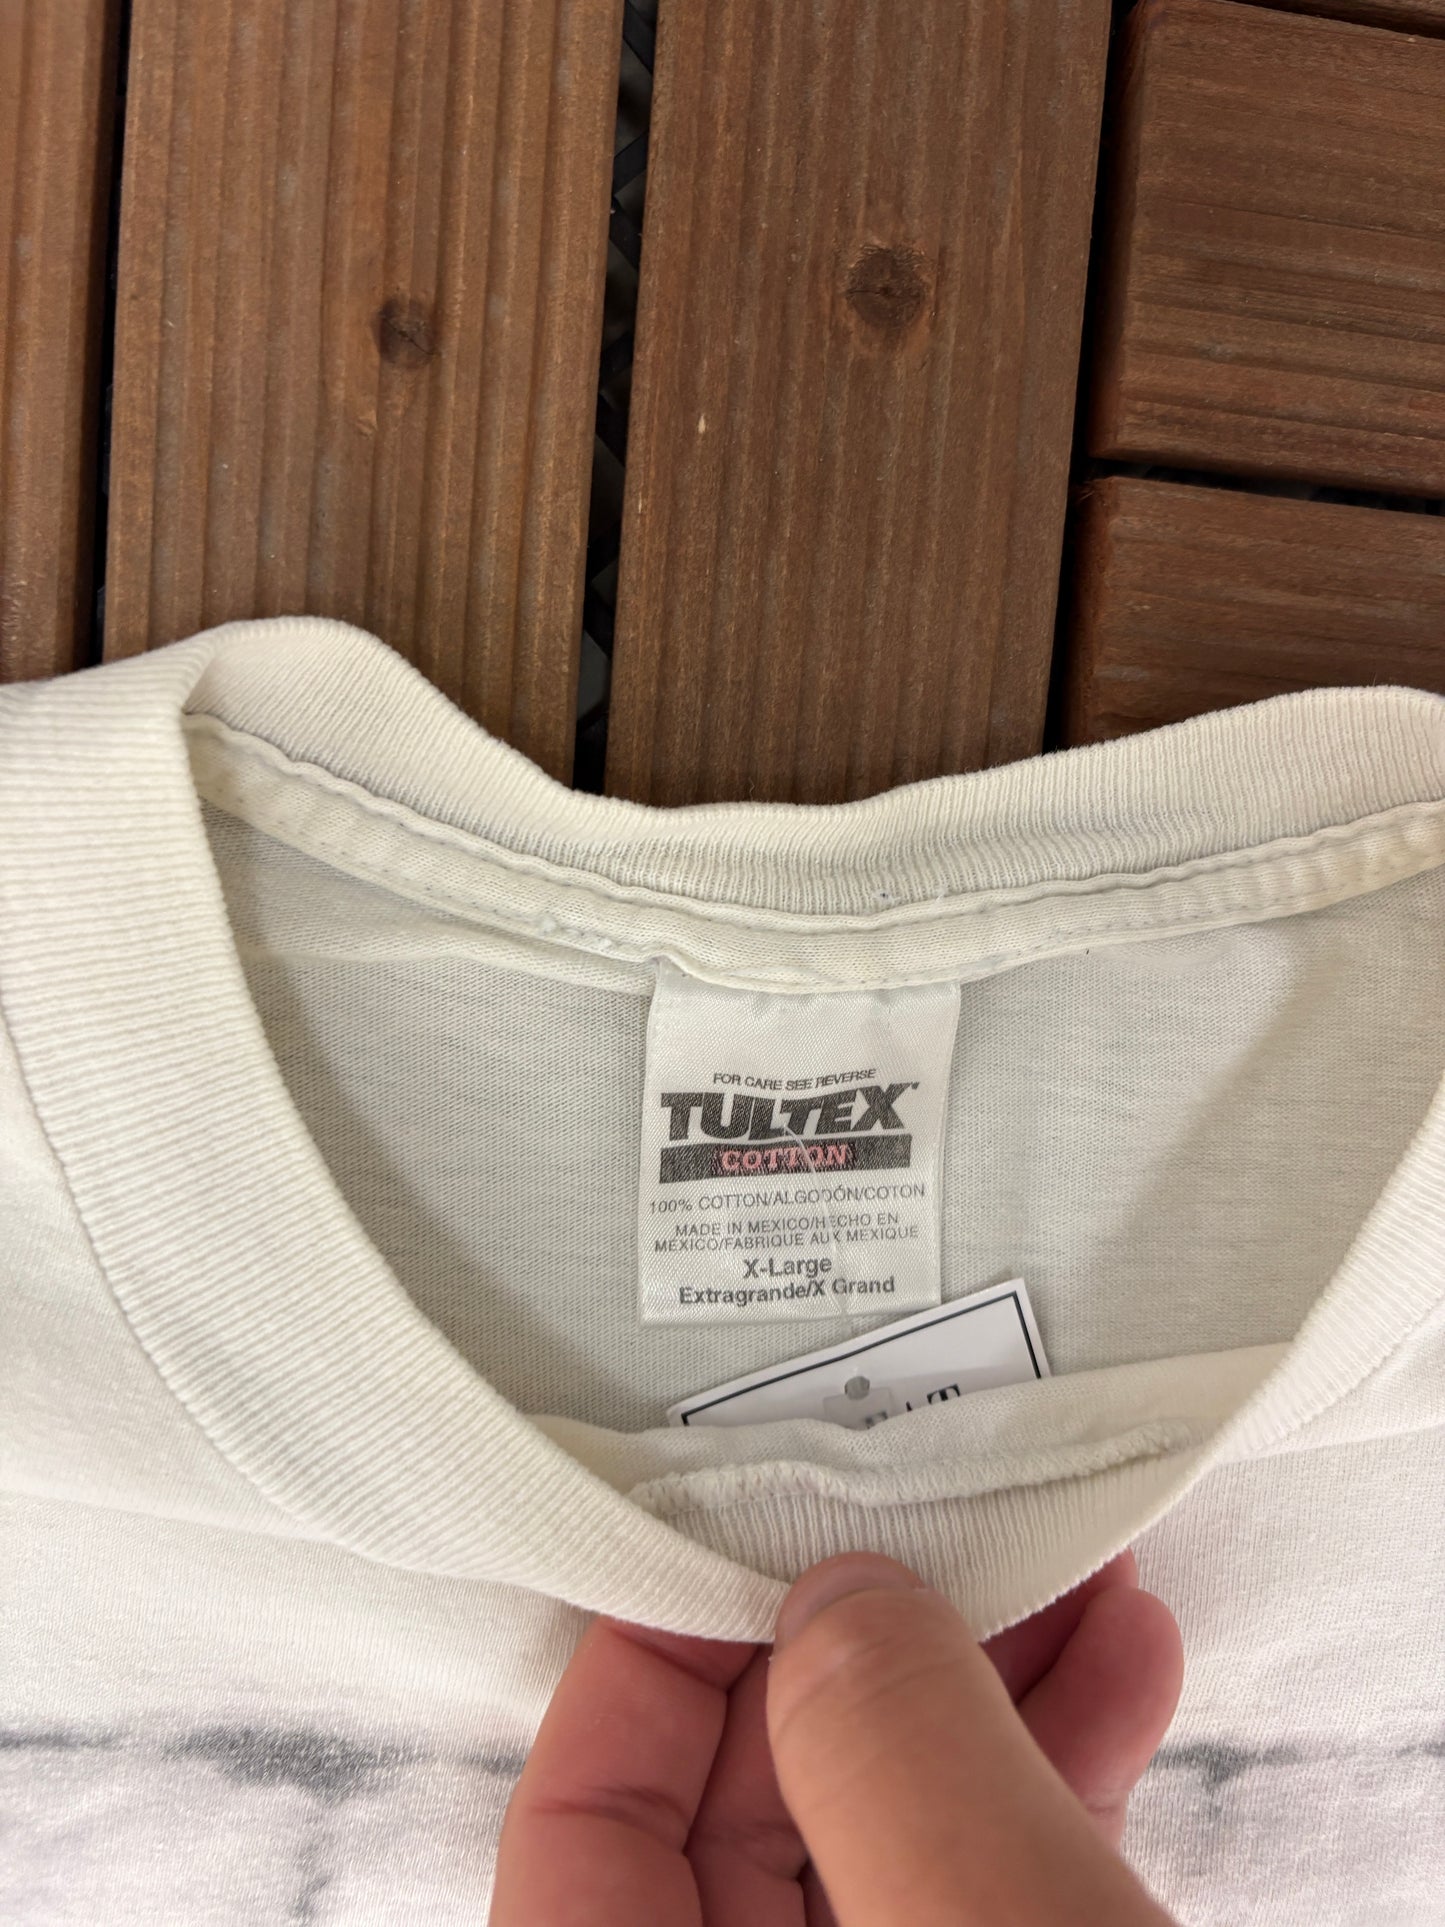 FOR CARE SEE REVERSE
TULTEX
COTTON
100% COTTON/ALGODÓN/COTON
MADE IN MEXICO/HECHO EN
MEXICO/FABRIQUE AUX MEXIQUE
X-Large
Extragrande/X Grand